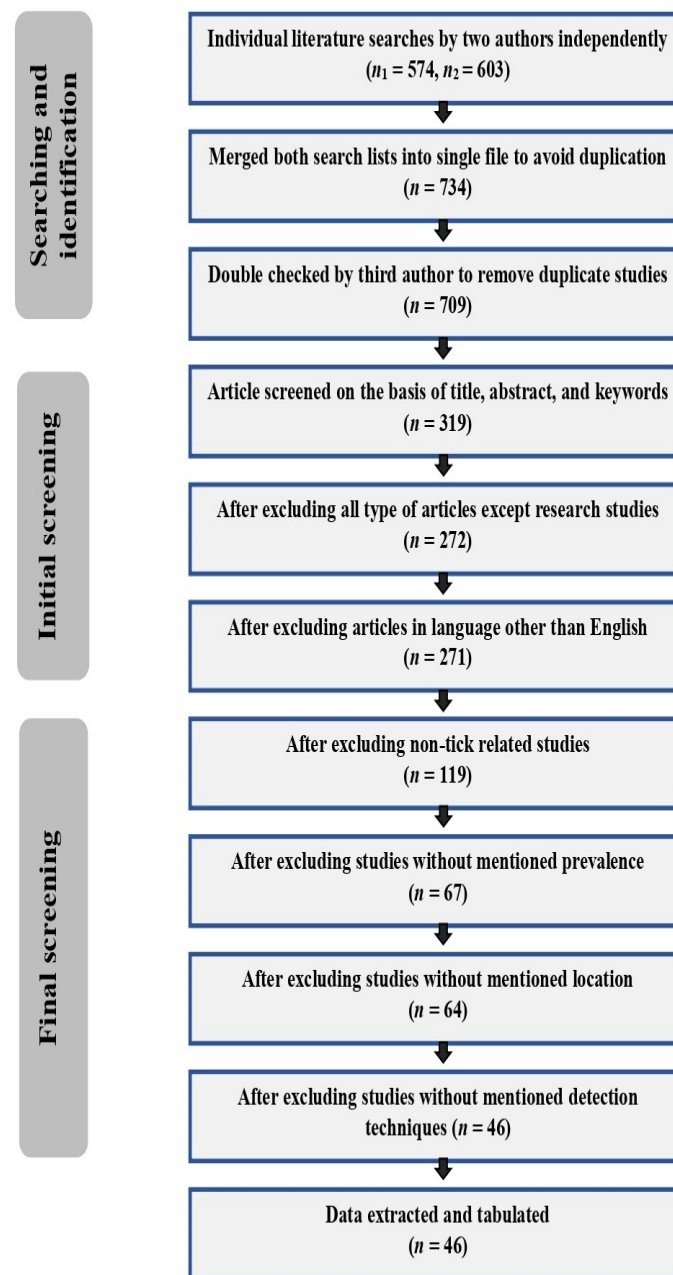 Searching and
identification
Individual literature searches by two authors independently
(n₁ = 574, n₂ = 603)
Merged both search lists into single file to avoid duplication
(n = 734)
Double checked by third author to remove duplicate studies
(n = 709)
Initial screening
Article screened on the basis of title, abstract, and keywords
(n = 319)
After excluding all type of articles except research studies
(n = 272)
After excluding articles in language other than English
(n = 271)
Final screening
After excluding non-tick related studies
(n = 119)
After excluding studies without mentioned prevalence
(n = 67)
After excluding studies without mentioned location
(n = 64)
After excluding studies without mentioned detection
techniques (n = 46)
Data extracted and tabulated
(n = 46)